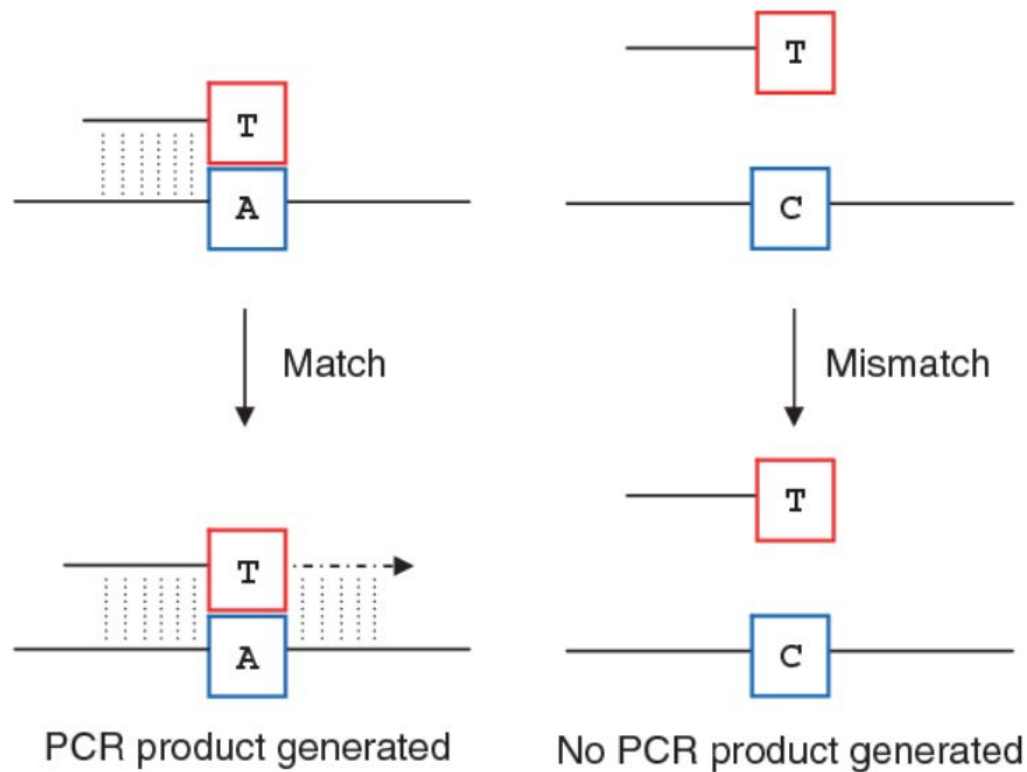 T
A
Match
T
A
PCR product generated
T
C
Mismatch
T
C
No PCR product generated